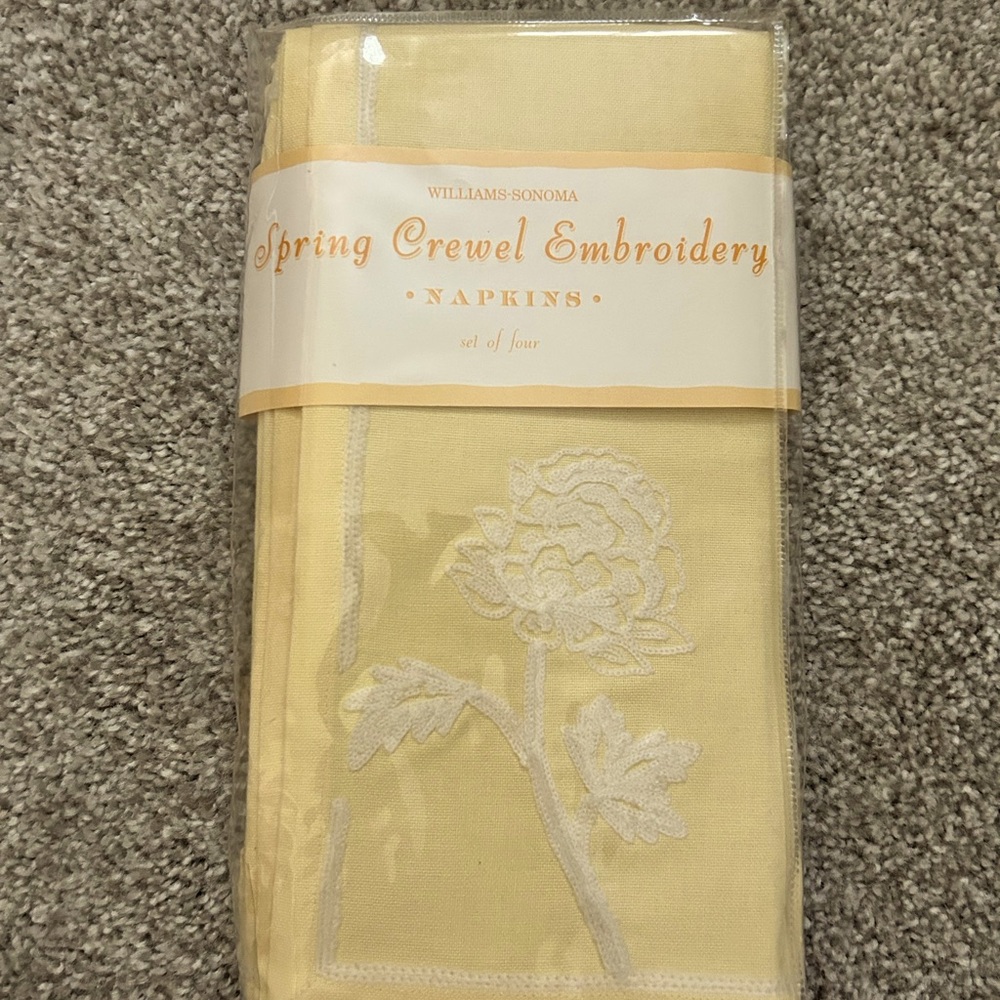 WILLIAMS-SONOMA
Spring Crewel Embroidery
• NAPKINS •
set of four